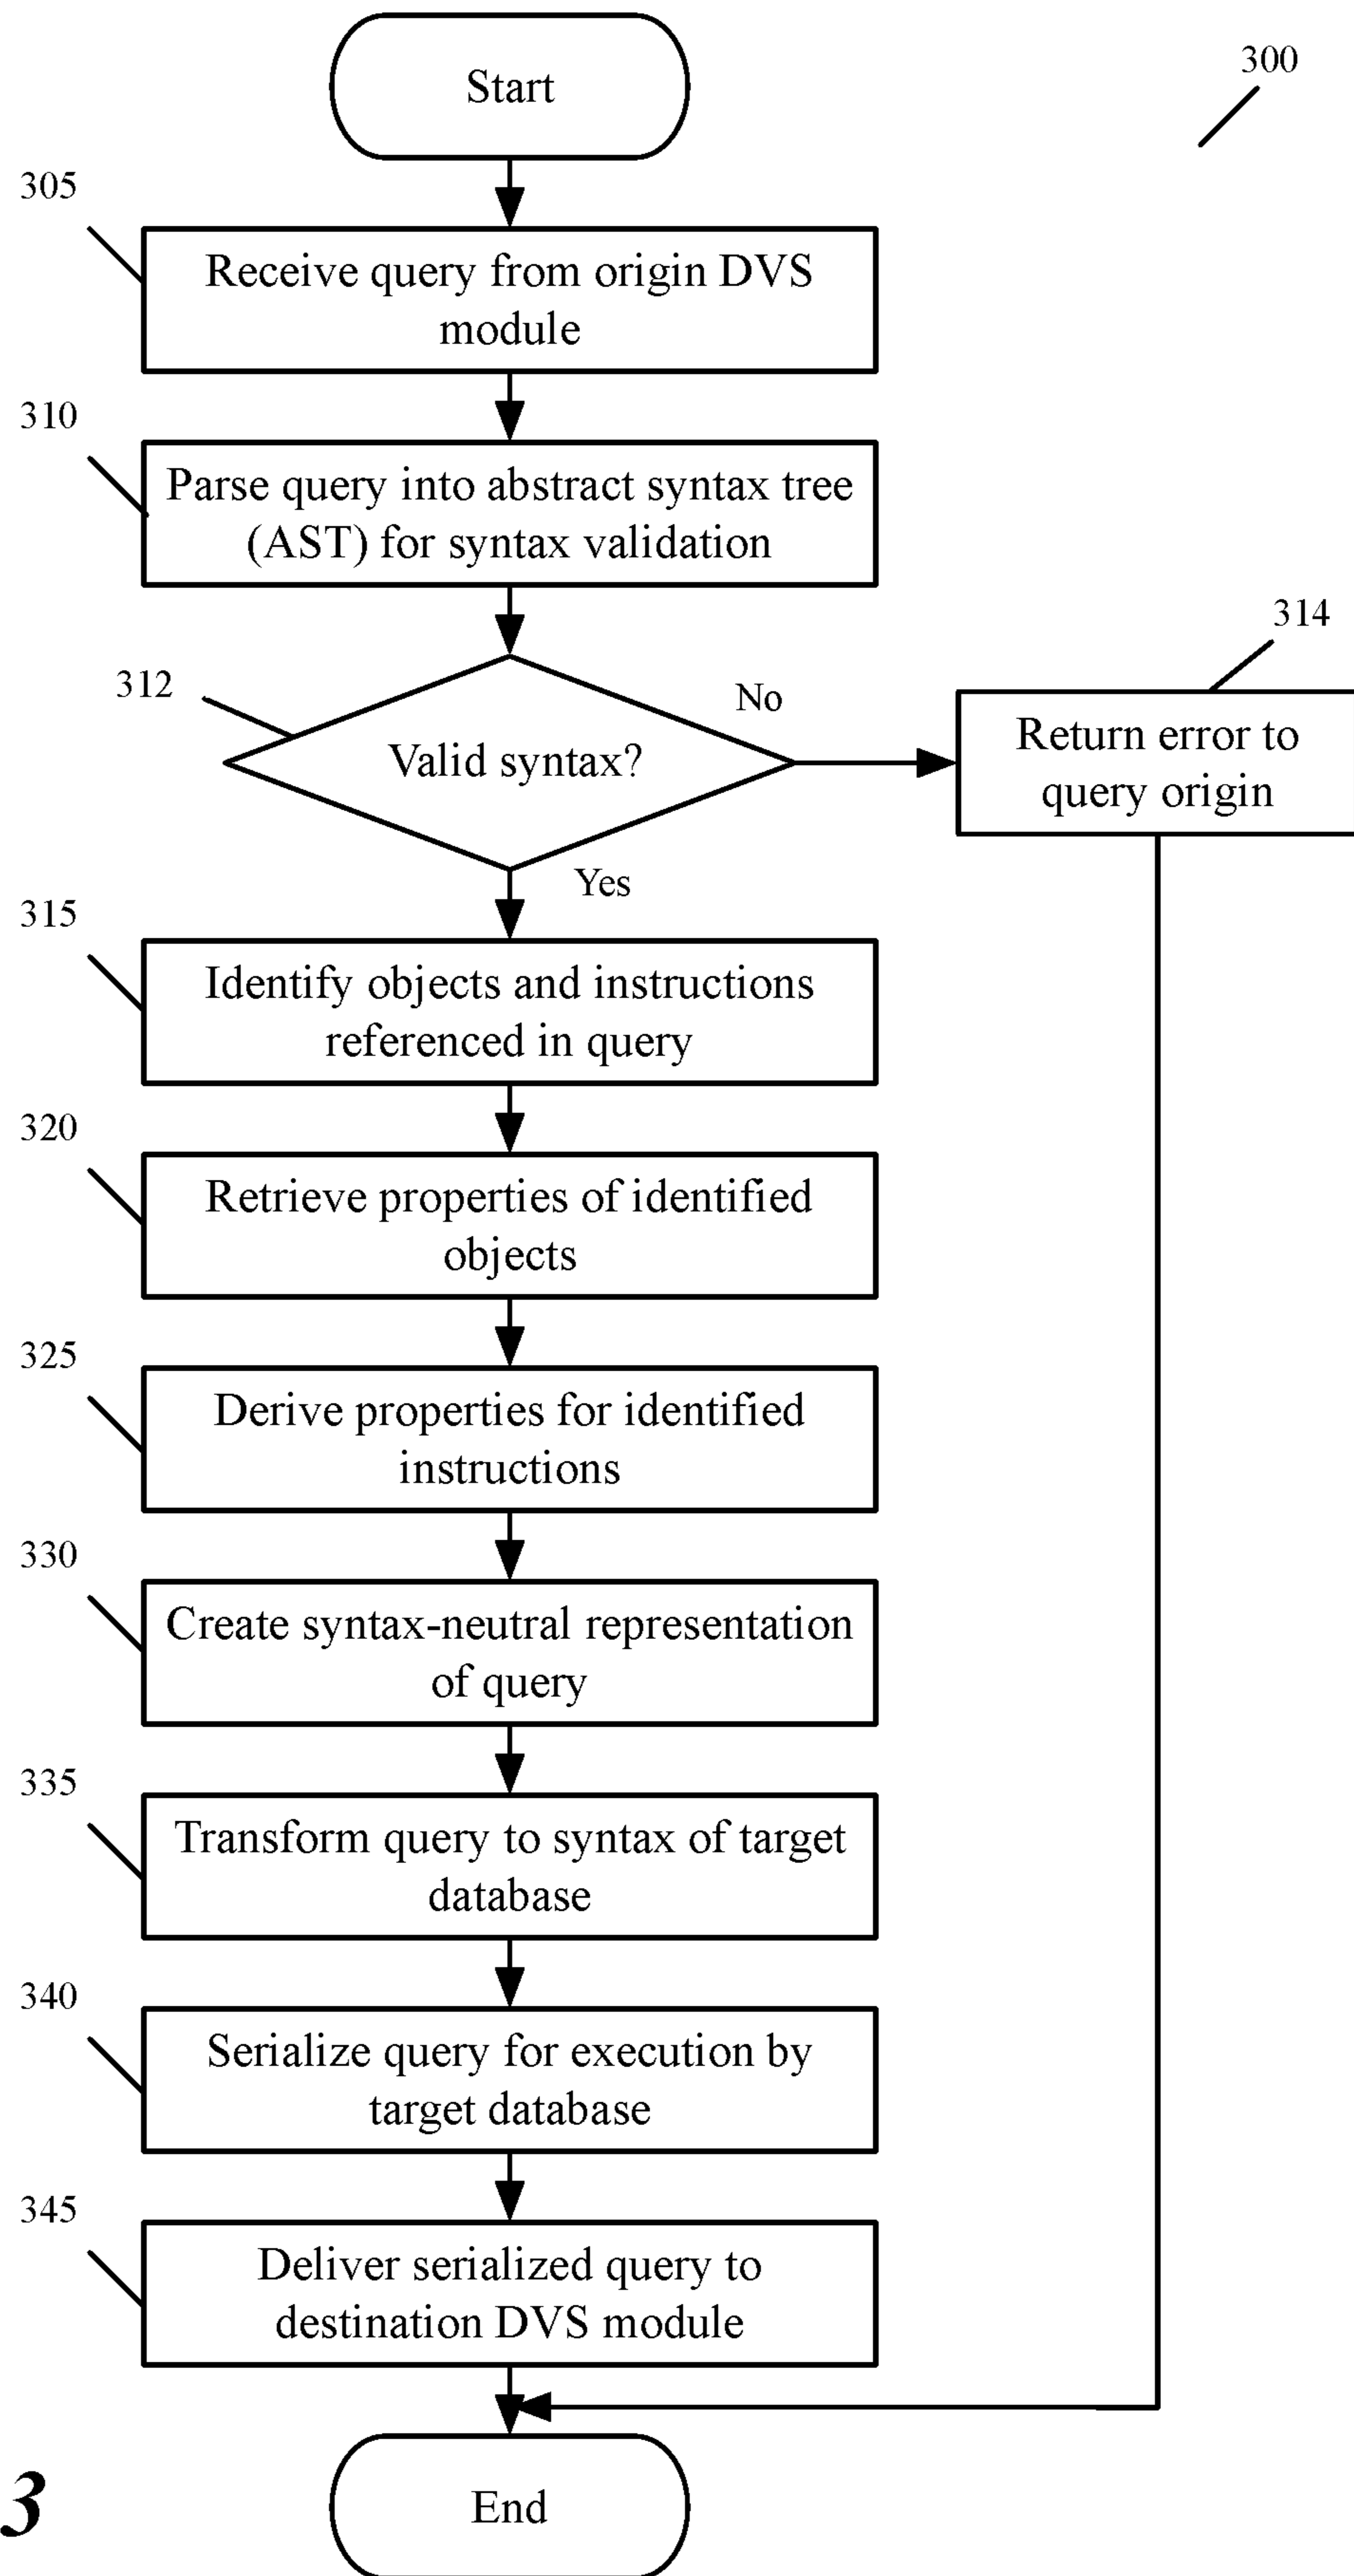 Start
300
305
Receive query from origin DVS
module
310
Parse query into abstract syntax tree
(AST) for syntax validation
314
312
No
Valid syntax?
Return error to
query origin
Yes
315
Identify objects and instructions
referenced in query
320
Retrieve properties of identified
objects
325
Derive properties for identified
instructions
330
Create syntax-neutral representation
of query
335
Transform query to syntax of target
database
340
Serialize query for execution by
target database
345
Deliver serialized query to
destination DVS module
3
End